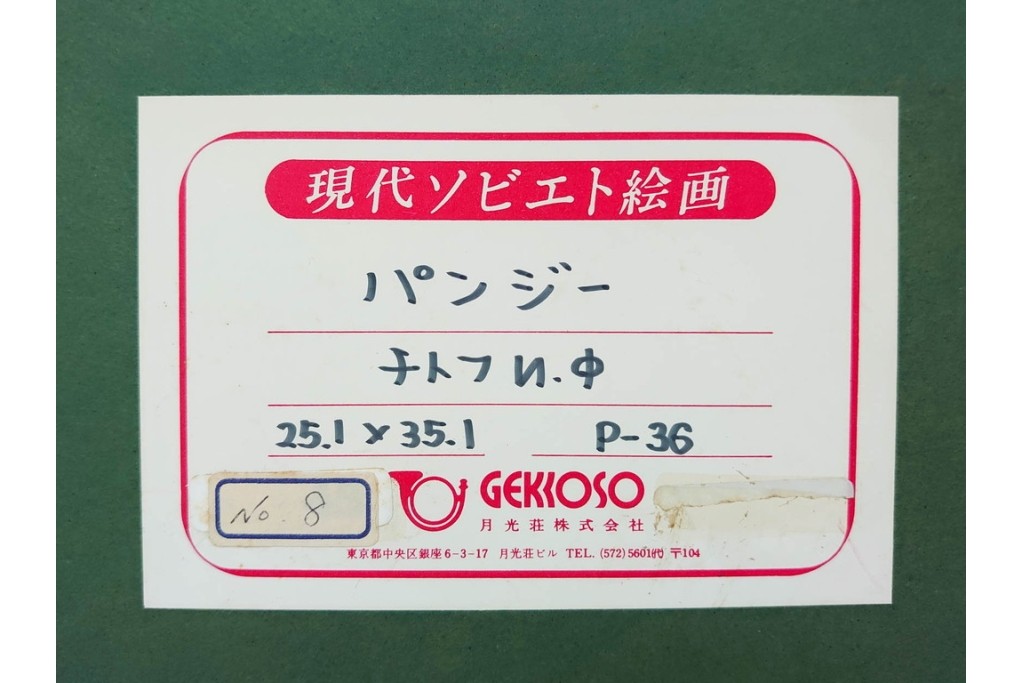 現代ソビエト絵画
パンジー
チトフ И.Ф
25.1×35.1 P-36
No. 8
GEKKOSO
月光荘株式会社
東京都中央区銀座6-3-17 月光荘ビル TEL. (572) 5601代 〒104